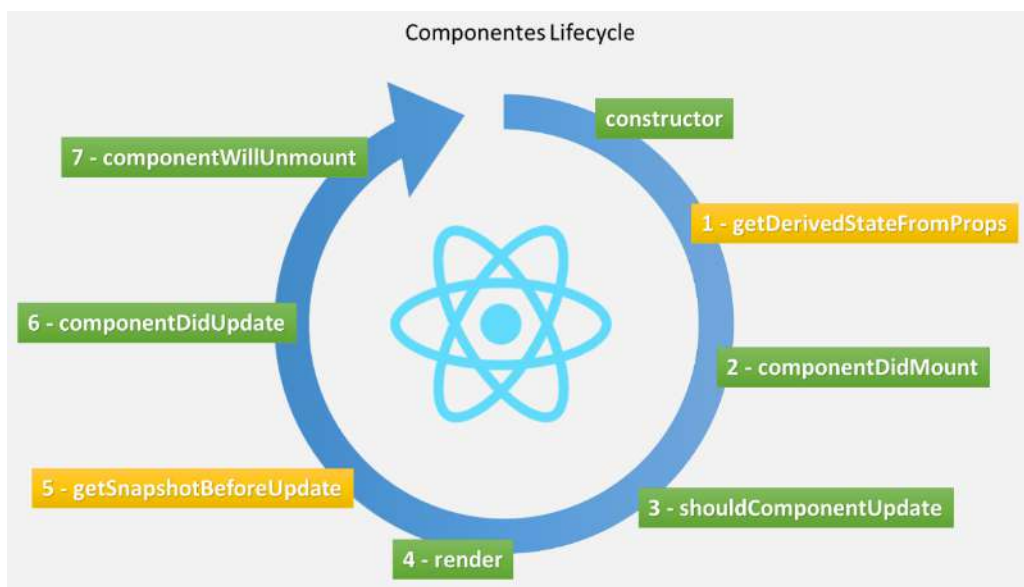 Componentes Lifecycle
constructor
1 - getDerivedStateFromProps
2 - componentDidMount
3 - shouldComponentUpdate
4 - render
5 - getSnapshotBeforeUpdate
6 - componentDidUpdate
7 - componentWillUnmount